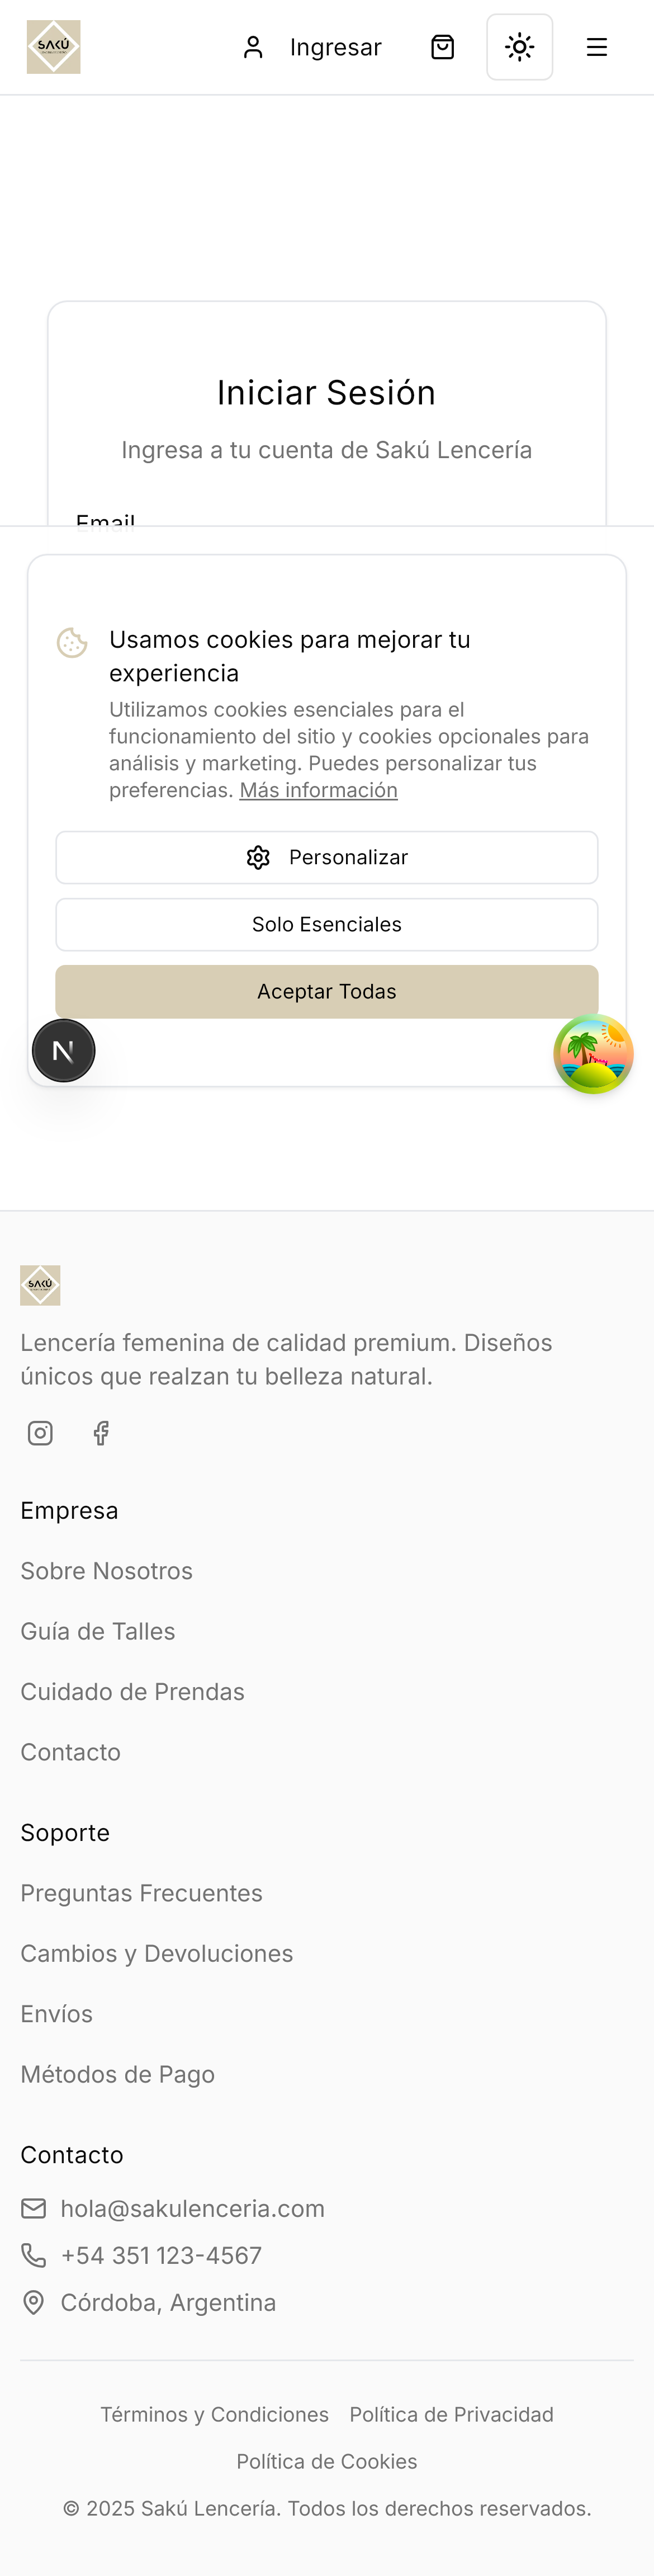 SAKÚ
Ingresar
Iniciar Sesión
Ingresa a tu cuenta de Sakú Lencería
Email
Usamos cookies para mejorar tu
experiencia
Utilizamos cookies esenciales para el
funcionamiento del sitio y cookies opcionales para
análisis y marketing. Puedes personalizar tus
preferencias. Más información
Personalizar
Solo Esenciales
Aceptar Todas
N
SAKÚ
Lencería femenina de calidad premium. Diseños
únicos que realzan tu belleza natural.
Empresa
Sobre Nosotros
Guía de Talles
Cuidado de Prendas
Contacto
Soporte
Preguntas Frecuentes
Cambios y Devoluciones
Envíos
Métodos de Pago
Contacto
hola@sakulenceria.com
+54 351 123-4567
Córdoba, Argentina
Términos y Condiciones Política de Privacidad
Política de Cookies
© 2025 Sakú Lencería. Todos los derechos reservados.